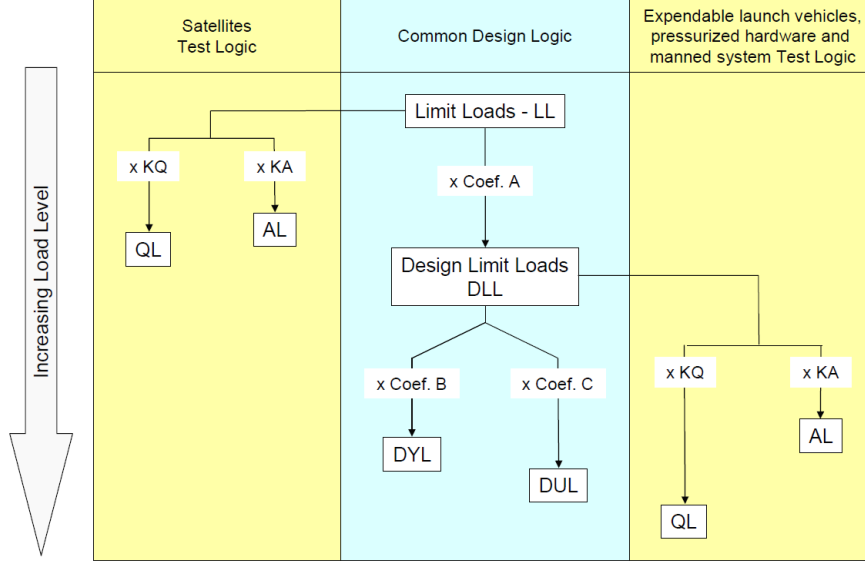 Satellites
Test Logic
Common Design Logic
Expendable launch vehicles,
pressurized hardware and
manned system Test Logic
Increasing Load Level
Limit Loads - LL
x KQ
x KA
x Coef. A
QL
AL
Design Limit Loads
DLL
x Coef. B
x Coef. C
x KQ
x KA
DYL
DUL
AL
QL